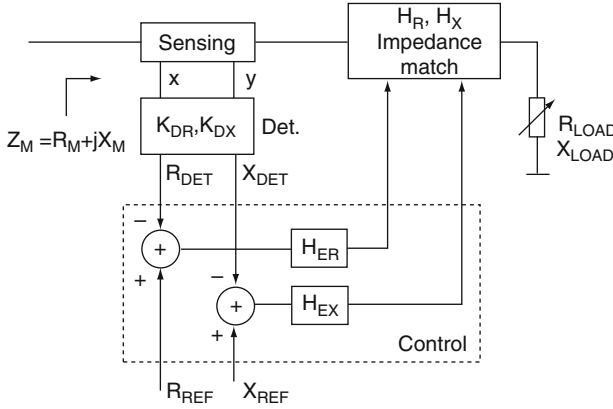 H_R, H_X
Impedance
match
Sensing
x y
Z_M =R_M+jX_M
K_DR,K_DX
Det.
R_LOAD
X_LOAD
R_DET X_DET
−
+
+
H_ER
−
+
+
H_EX
Control
R_REF X_REF